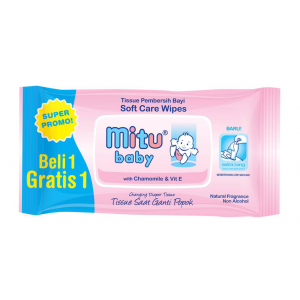 SUPER
PROMO!
Beli 1
Gratis 1
Tissue Pembersih Bayi
Soft Care Wipes
mitu®
baby
with Chamomile & Vit E
Changing Diaper Tissue
Tissue Saat Ganti Popok
BARLE
Natural Fragrance
Non Alcohol